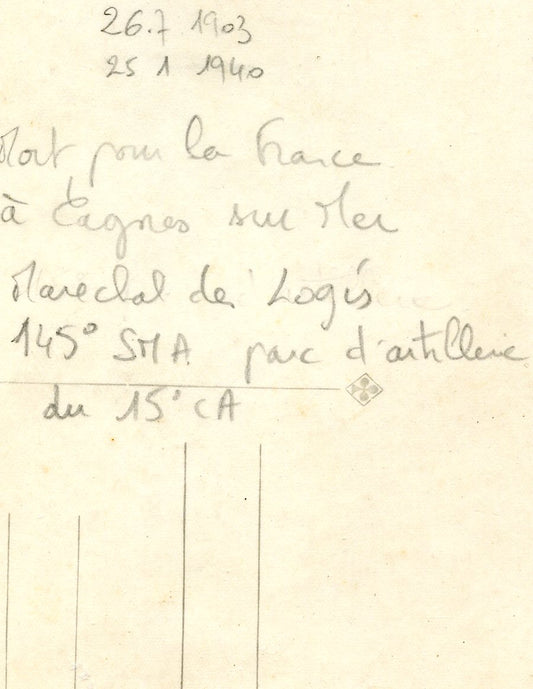 26.7 1903
25 1 1940
Mort pour la France
à Cagnes sur Mer
Marechal des Logis
145° SMA parc d'artillerie
du 15° CA